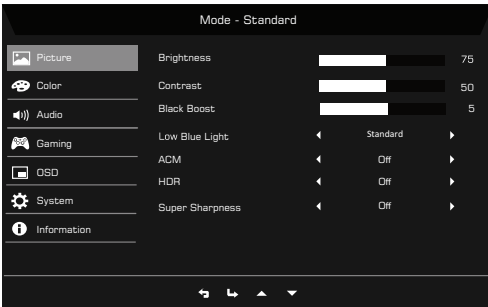 Mode - Standard
Picture
Color
Audio
Gaming
OSD
System
Information
Brightness 75
Contrast 50
Black Boost 5
Low Blue Light Standard
ACM Off
HDR Off
Super Sharpness Off